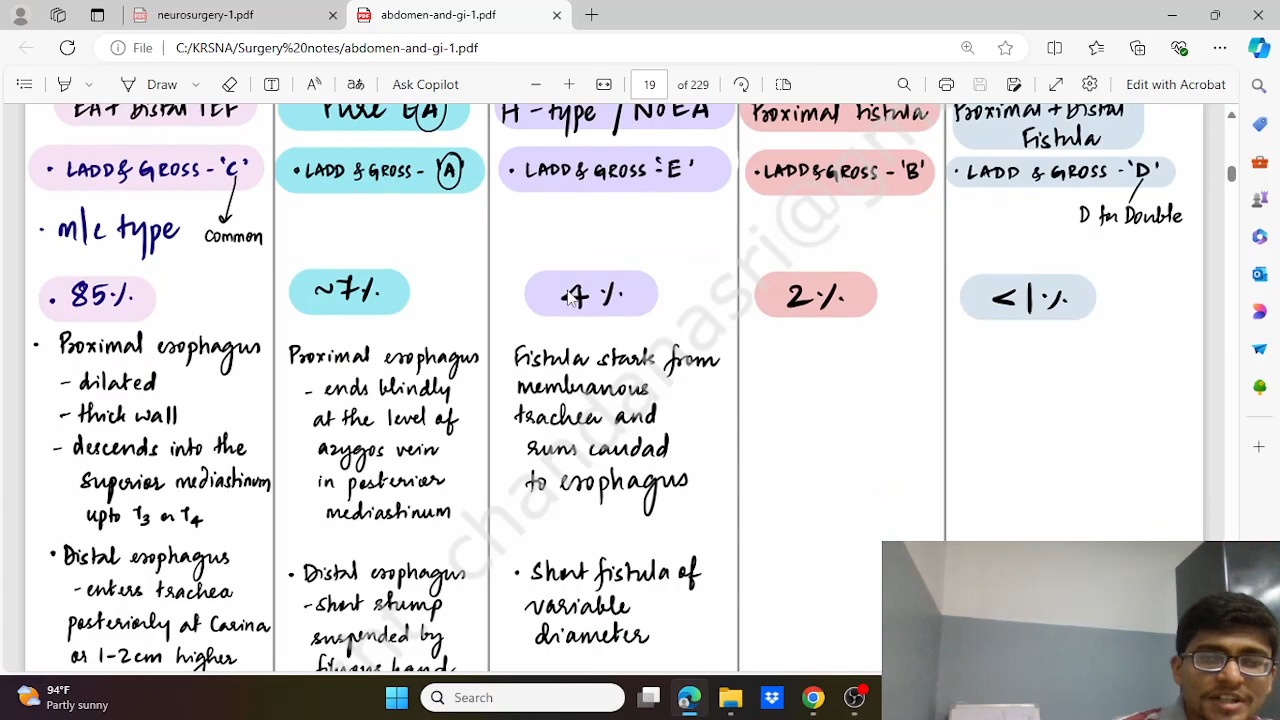 neurosurgery-1.pdf
abdomen-and-gi-1.pdf
File
C:/KRSNA/Surgery%20notes/abdomen-and-gi-1.pdf
Draw
Ask Copilot
19
of 229
Edit with Acrobat
EA + Distal TEF
Pure EA
H-type / No EA
Proximal Fistula
Proximal + Distal
Fistula
• LADD & GROSS - 'C'
• LADD & GROSS - 'A'
• LADD & GROSS - 'E'
• LADD & GROSS - 'B'
• LADD & GROSS - 'D'
• m/c type
Common
D for Double
• 85%
~7%
4%
2%
<1%
• Proximal esophagus
- dilated
- thick wall
- descends into the
Superior mediastinum
upto T3 or T4
• Distal esophagus
- enters trachea
posteriorly at Carina
or 1-2cm higher
Proximal esophagus
- ends blindly
at the level of
azygos vein
in posterior
mediastinum
• Distal esophagus
- Short stump
suspended by
fibrous band
Fistula starts from
membranous
trachea and
runs caudad
to esophagus
• Short fistula of
variable
diameter
94°F
Partly sunny
Search